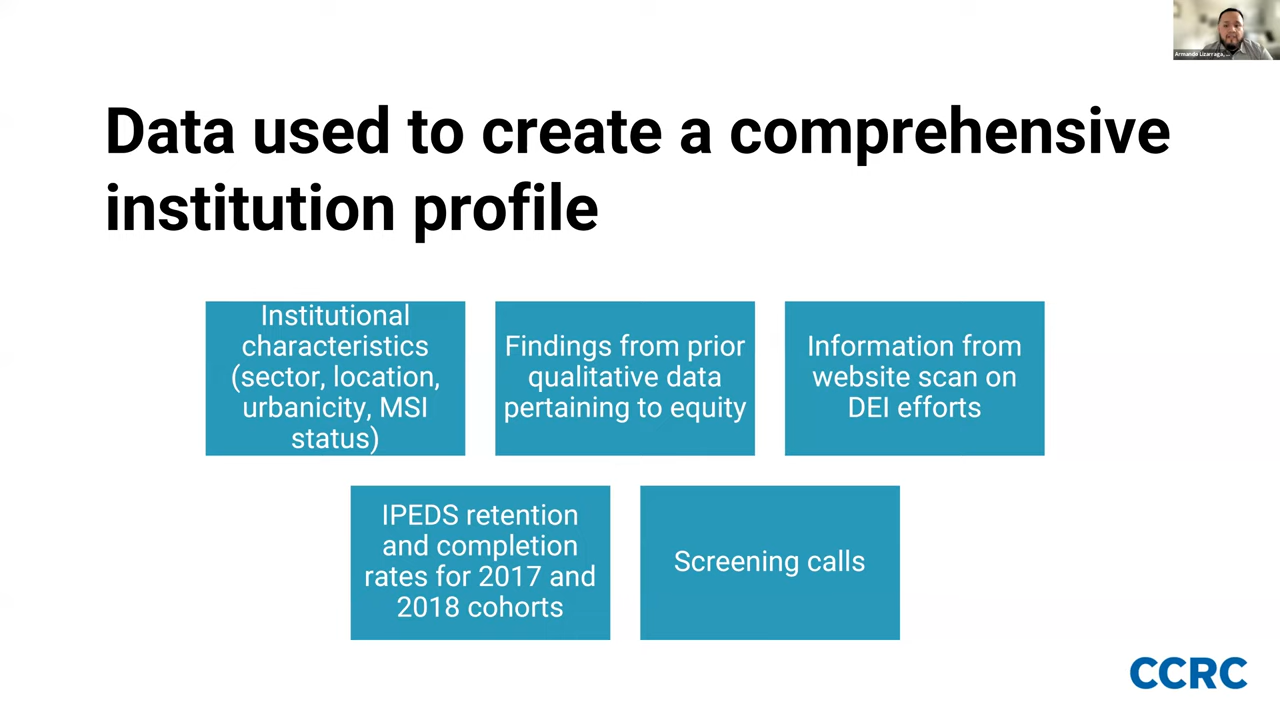 Armando Lizarraga, ...
Data used to create a comprehensive
institution profile
Institutional
characteristics
(sector, location,
urbanicity, MSI
status)
Findings from prior
qualitative data
pertaining to equity
Information from
website scan on
DEI efforts
IPEDS retention
and completion
rates for 2017 and
2018 cohorts
Screening calls
CCRC